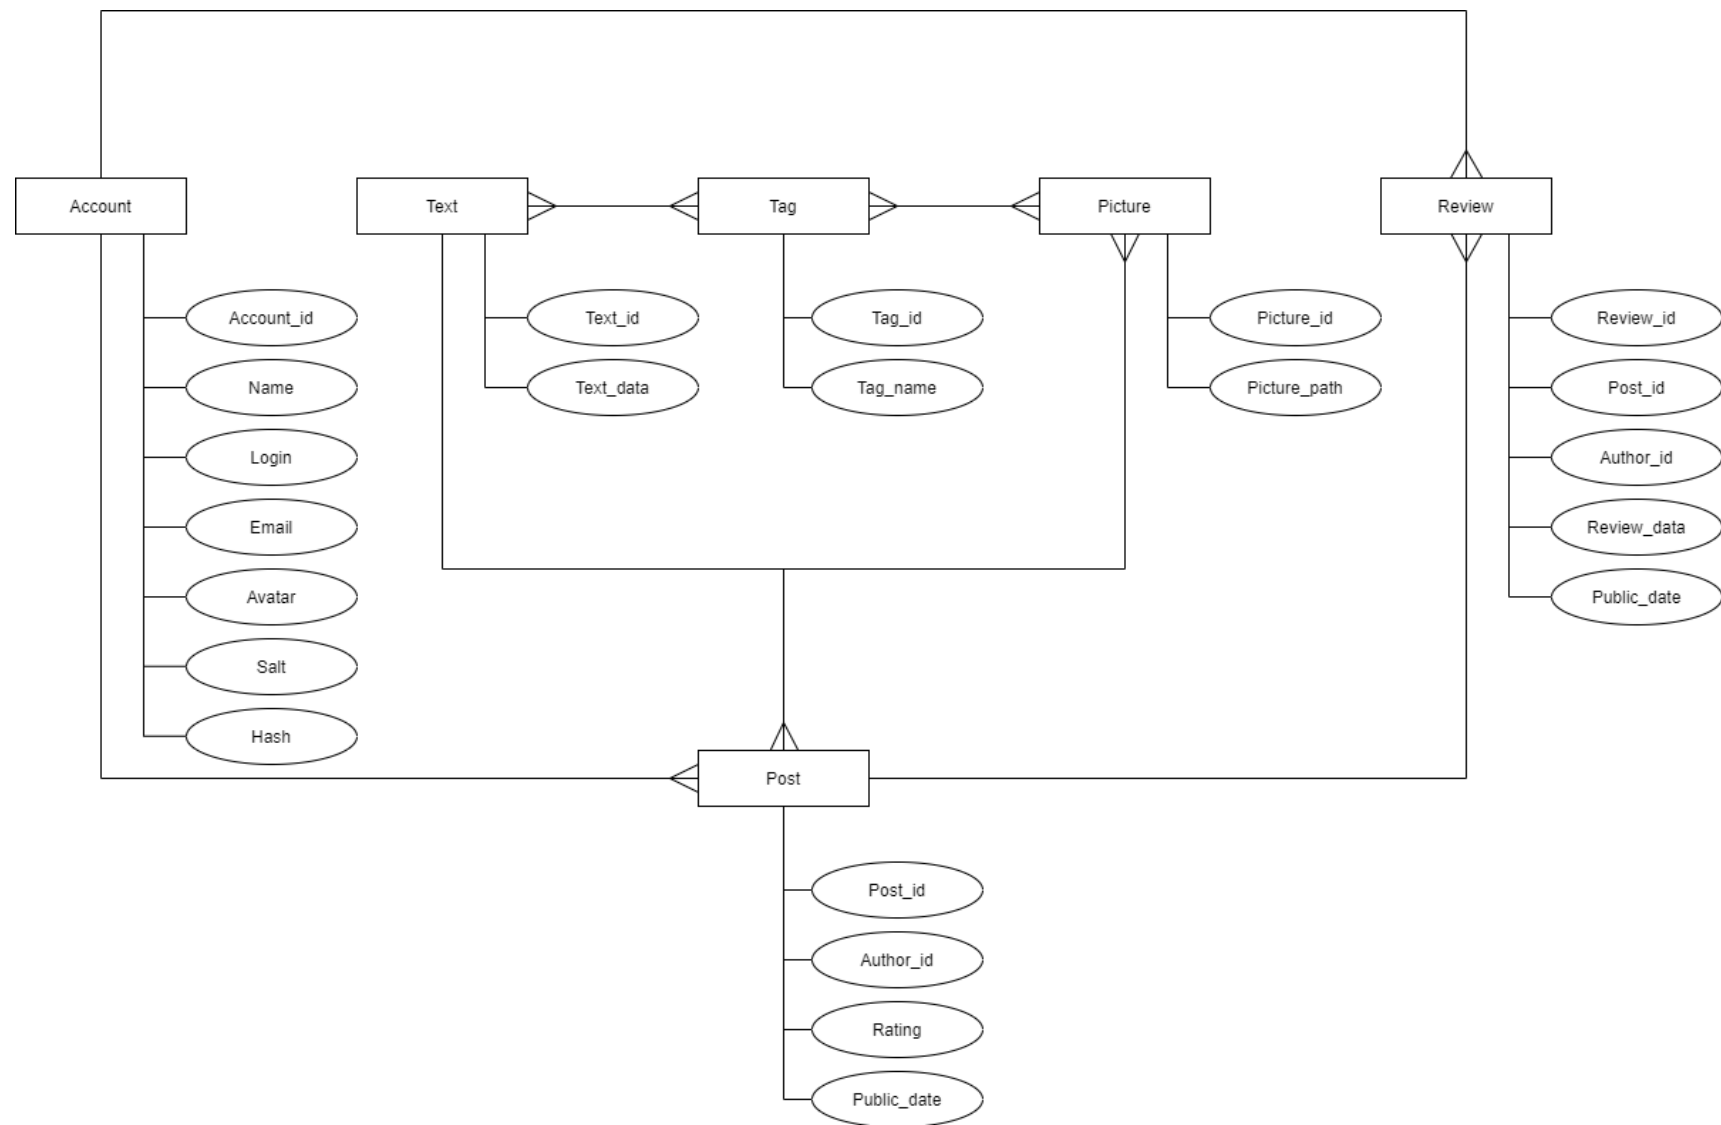 Account
Text
Tag
Picture
Review
Account_id
Name
Login
Email
Avatar
Salt
Hash
Text_id
Text_data
Tag_id
Tag_name
Picture_id
Picture_path
Review_id
Post_id
Author_id
Review_data
Public_date
Post
Post_id
Author_id
Rating
Public_date